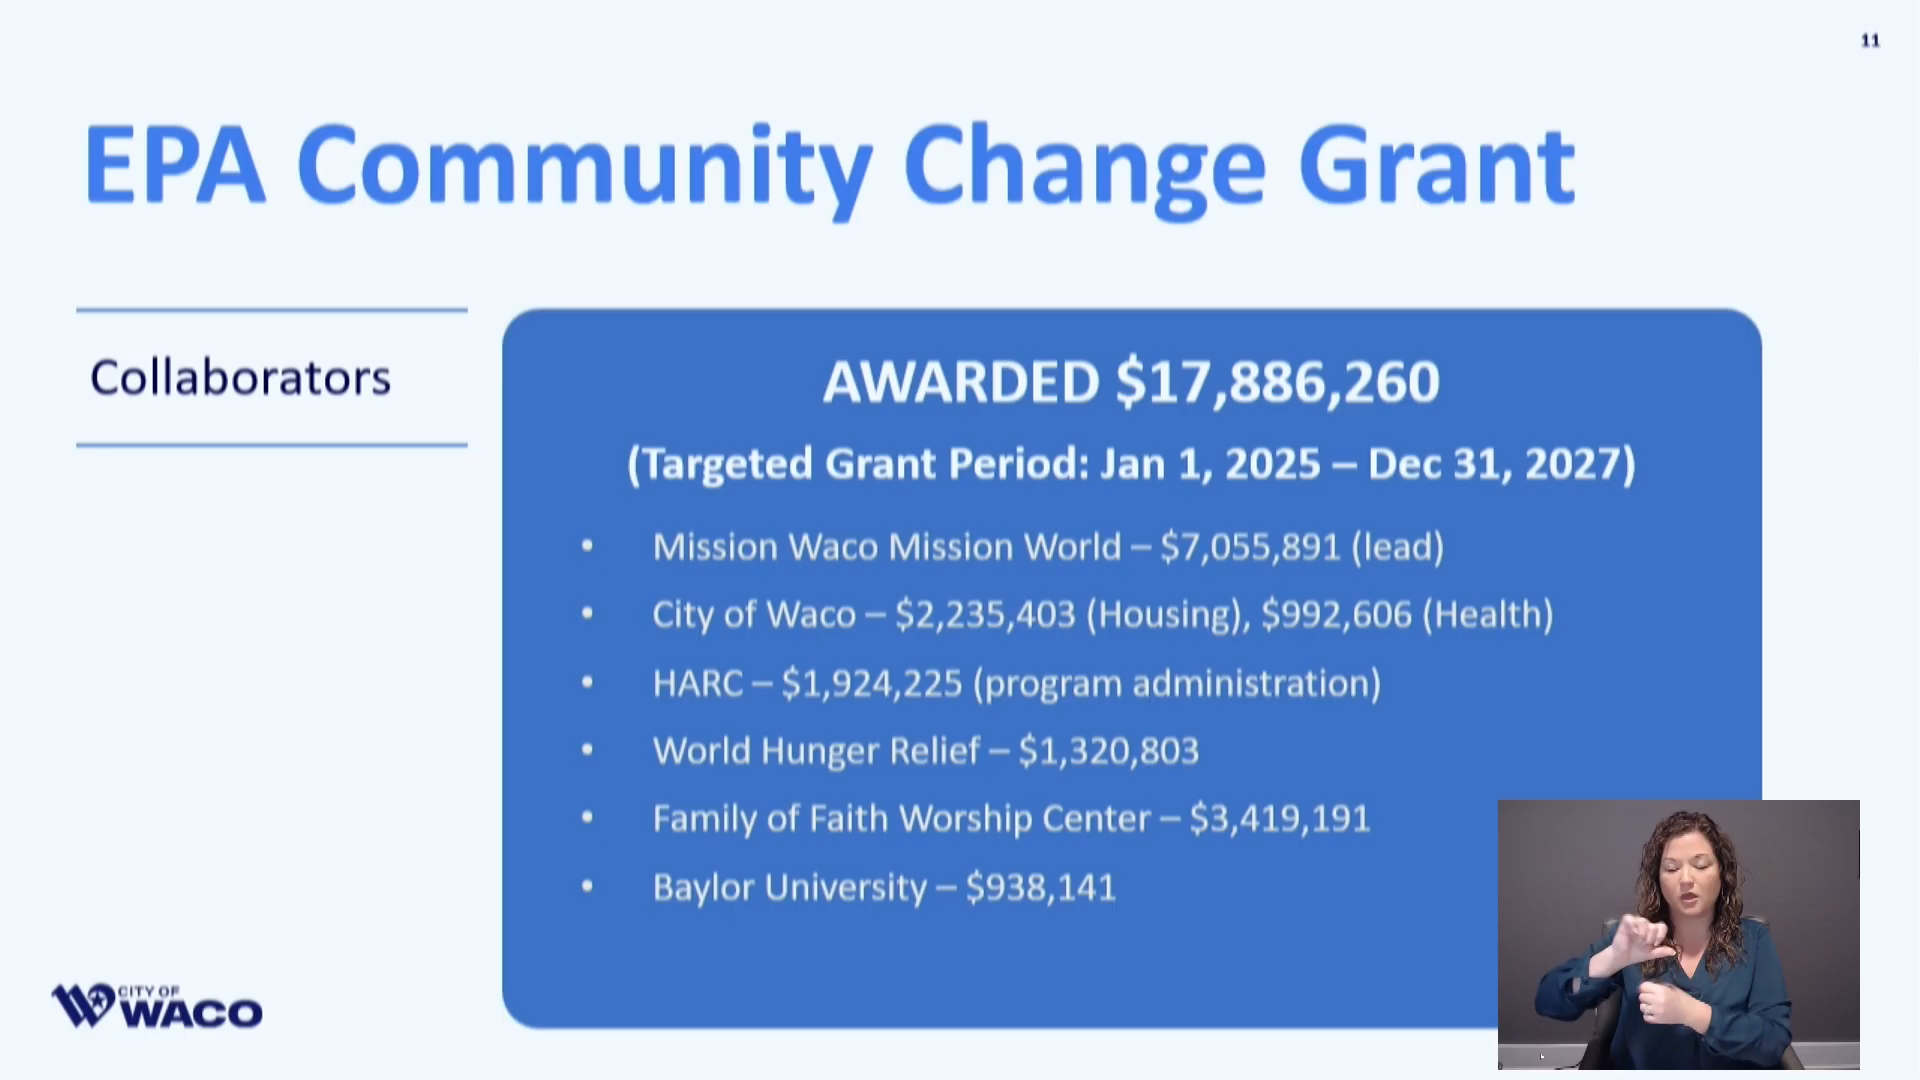 11
EPA Community Change Grant
Collaborators
AWARDED $17,886,260
(Targeted Grant Period: Jan 1, 2025 – Dec 31, 2027)
• Mission Waco Mission World – $7,055,891 (lead)
• City of Waco – $2,235,403 (Housing), $992,606 (Health)
• HARC – $1,924,225 (program administration)
• World Hunger Relief – $1,320,803
• Family of Faith Worship Center – $3,419,191
• Baylor University – $938,141
CITY OF
WACO